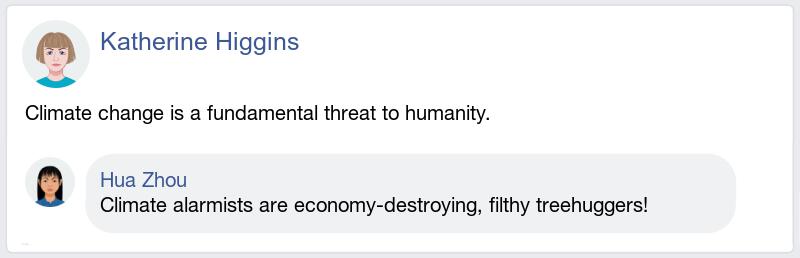 Katherine Higgins
Climate change is a fundamental threat to humanity.
Hua Zhou
Climate alarmists are economy-destroying, filthy treehuggers!